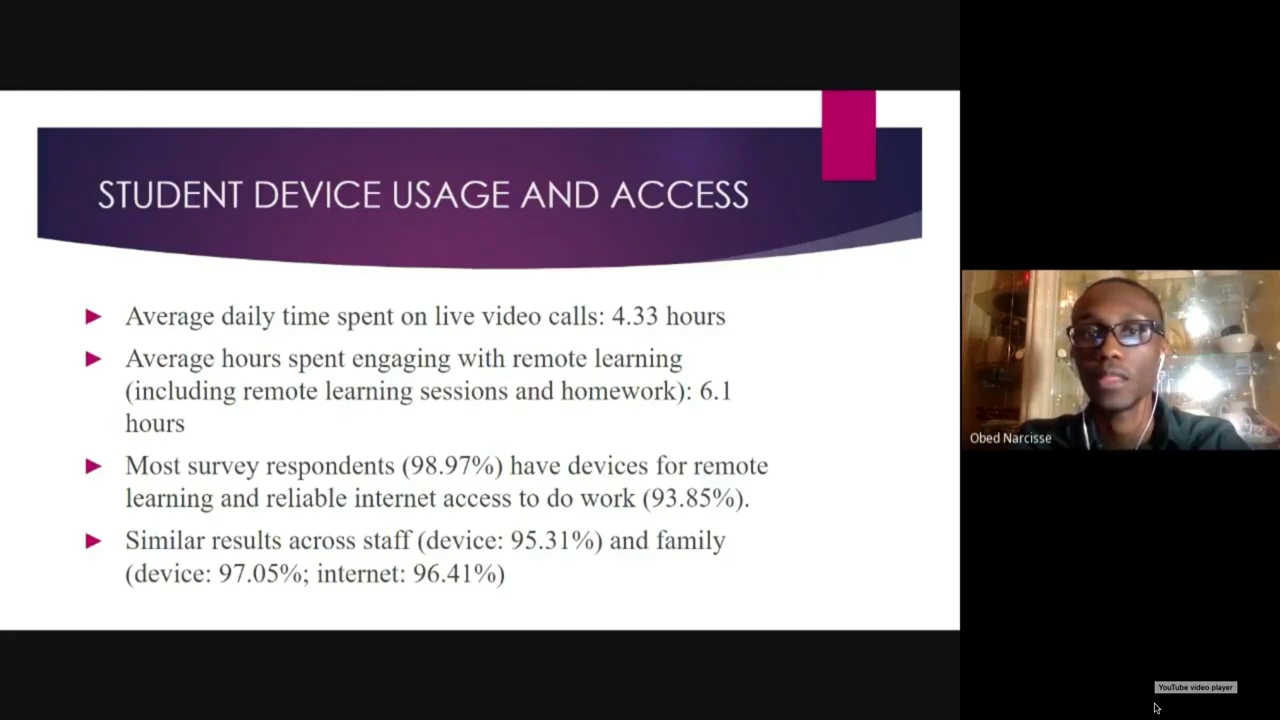 STUDENT DEVICE USAGE AND ACCESS
Average daily time spent on live video calls: 4.33 hours
Average hours spent engaging with remote learning
(including remote learning sessions and homework): 6.1
hours
Most survey respondents (98.97%) have devices for remote
learning and reliable internet access to do work (93.85%).
Similar results across staff (device: 95.31%) and family
(device: 97.05%; internet: 96.41%)
Obed Narcisse
YouTube video player